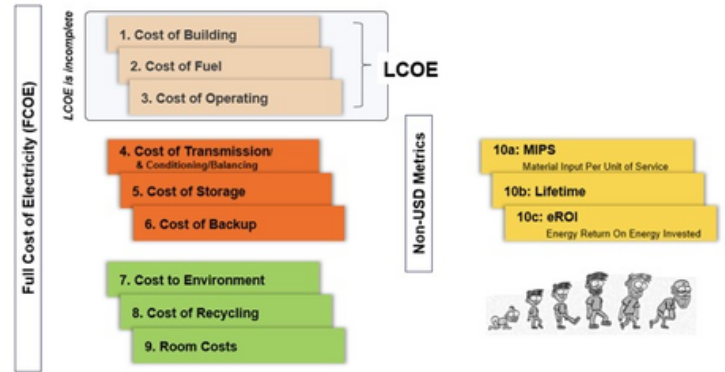 Full Cost of Electricity (FCOE)
LCOE is incomplete
1. Cost of Building
2. Cost of Fuel
3. Cost of Operating
LCOE
4. Cost of Transmission/
& Conditioning/Balancing
5. Cost of Storage
6. Cost of Backup
7. Cost to Environment
8. Cost of Recycling
9. Room Costs
Non-USD Metrics
10a: MIPS
Material Input Per Unit of Service
10b: Lifetime
10c: eROI
Energy Return On Energy Invested